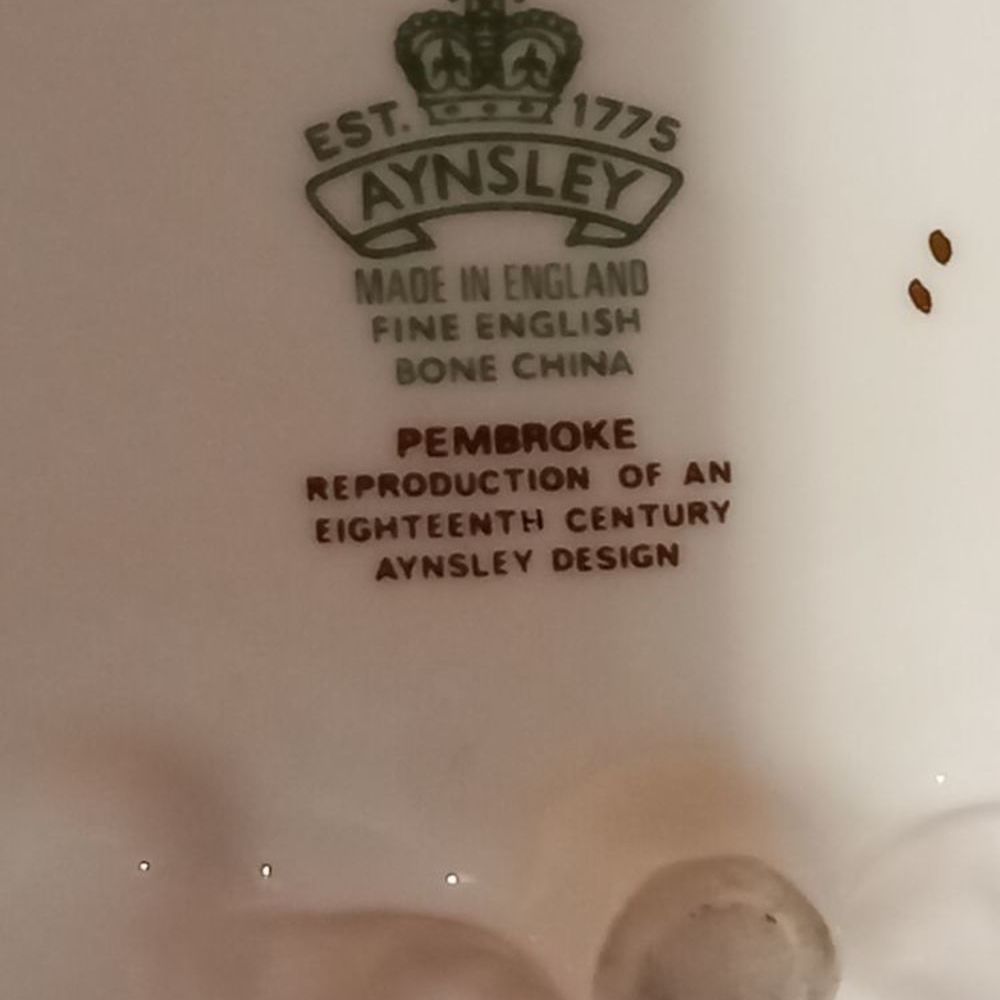 EST. 1775
AYNSLEY
MADE IN ENGLAND
FINE ENGLISH
BONE CHINA
PEMBROKE
REPRODUCTION OF AN
EIGHTEENTH CENTURY
AYNSLEY DESIGN